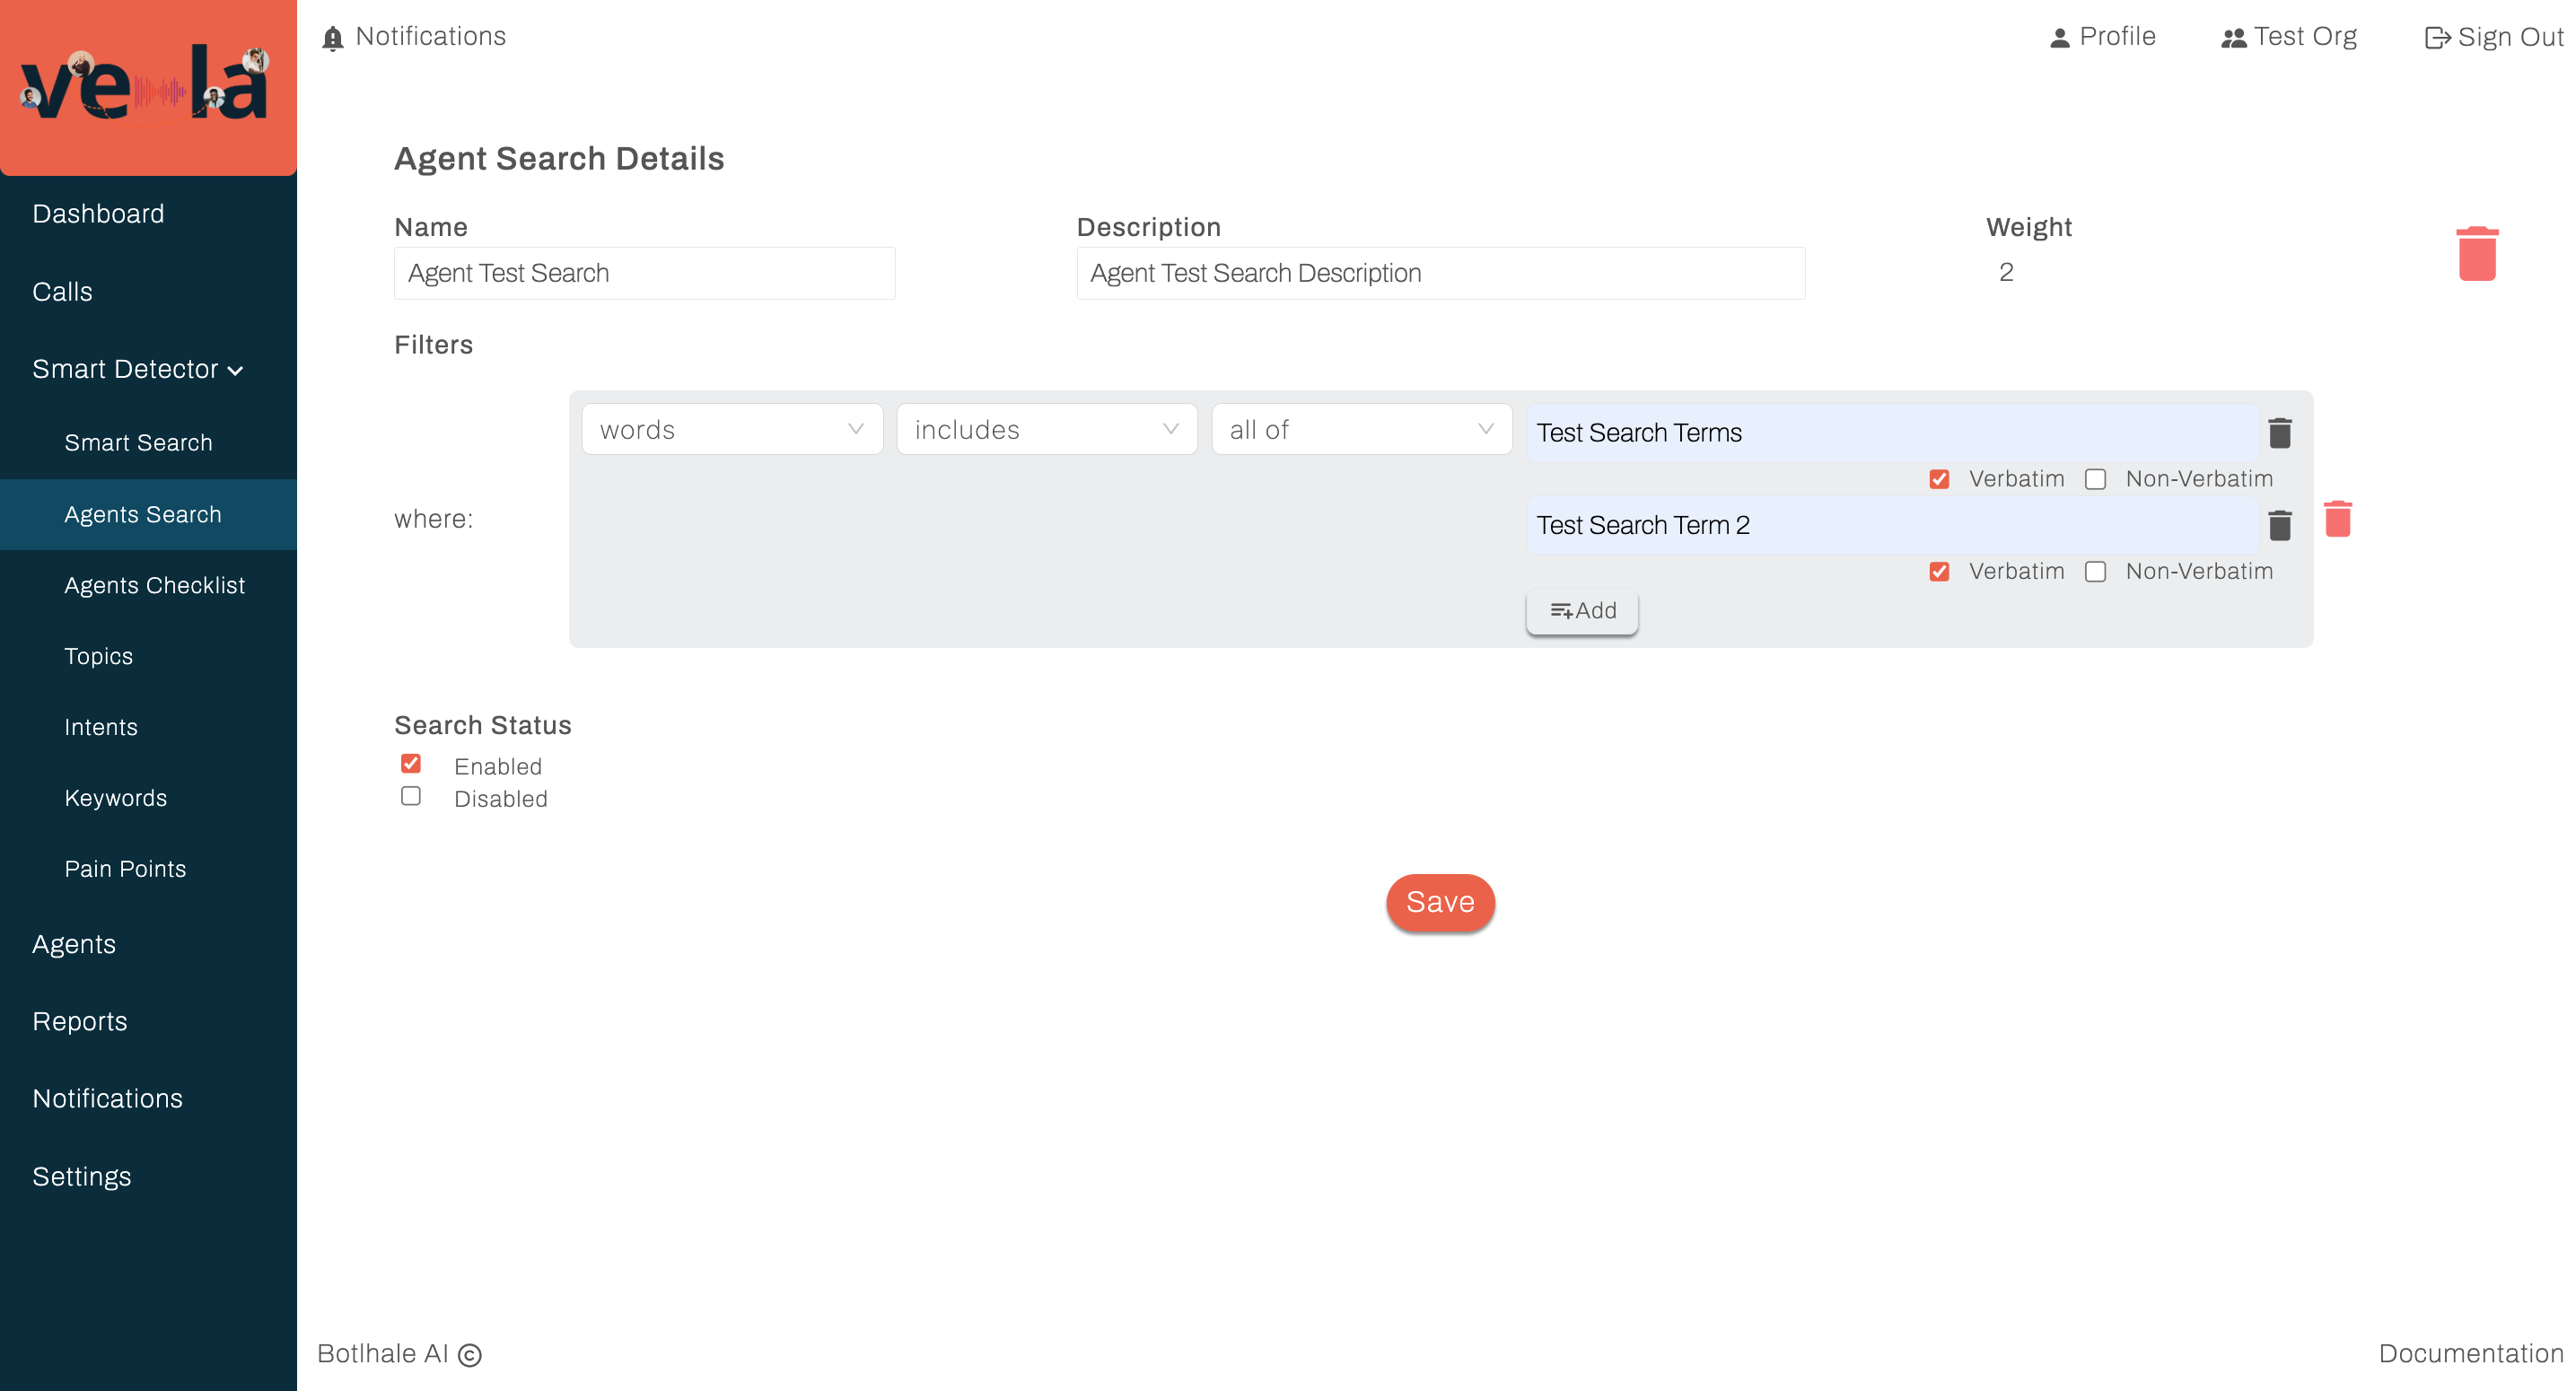 vela
Notifications
Profile
Test Org
Sign Out
Dashboard
Calls
Smart Detector
Smart Search
Agents Search
Agents Checklist
Topics
Intents
Keywords
Pain Points
Agents
Reports
Notifications
Settings
Agent Search Details
Name
Description
Weight
Agent Test Search
Agent Test Search Description
2
Filters
where:
words
includes
all of
Test Search Terms
Verbatim
Non-Verbatim
Test Search Term 2
Verbatim
Non-Verbatim
Add
Search Status
Enabled
Disabled
Save
Botlhale AI ©
Documentation